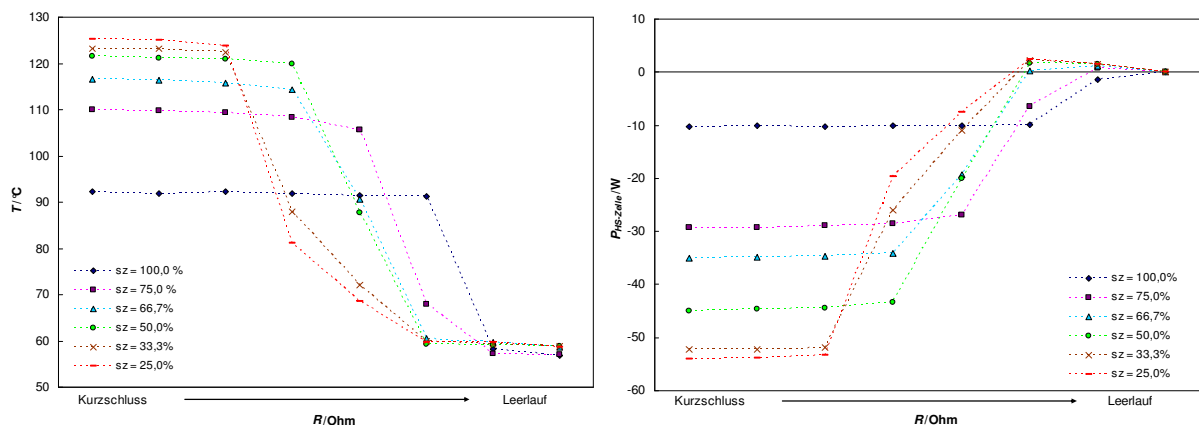 130
120
110
100
90
80
70
60
50
T/°C
sz = 100,0 %
sz = 75,0 %
sz = 66,7%
sz = 50,0%
sz = 33,3%
sz = 25,0%
Kurzschluss
Leerlauf
R/Ohm
10
0
-10
-20
-30
-40
-50
-60
P_HS-Zelle/W
sz = 100,0%
sz = 75,0%
sz = 66,7%
sz = 50,0%
sz = 33,3%
sz = 25,0%
Kurzschluss
Leerlauf
R/Ohm